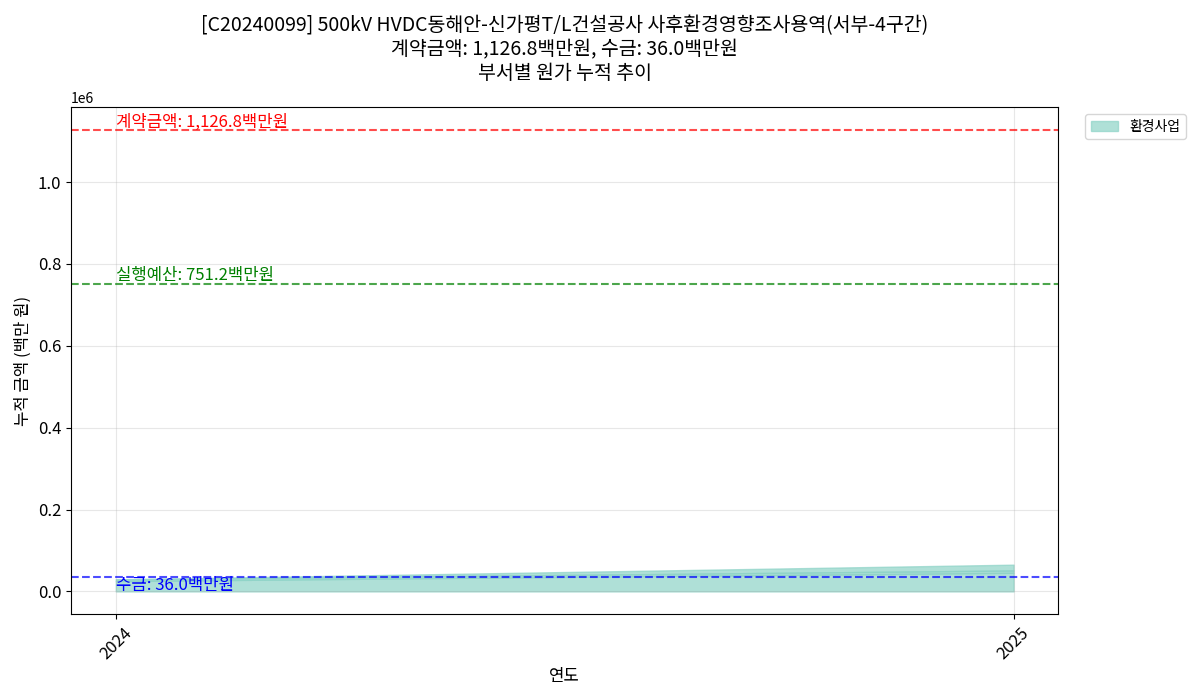 [C20240099] 500kV HVDC동해안-신가평T/L건설공사 사후환경영향조사용역(서부-4구간)
계약금액: 1,126.8백만원, 수금: 36.0백만원
부서별 원가 누적 추이
1e6
계약금액: 1,126.8백만원
환경사업
1.0
0.8
실행예산: 751.2백만원
0.6
누적 금액 (백만 원)
0.4
0.2
수금: 36.0백만원
0.0
2024
2025
연도